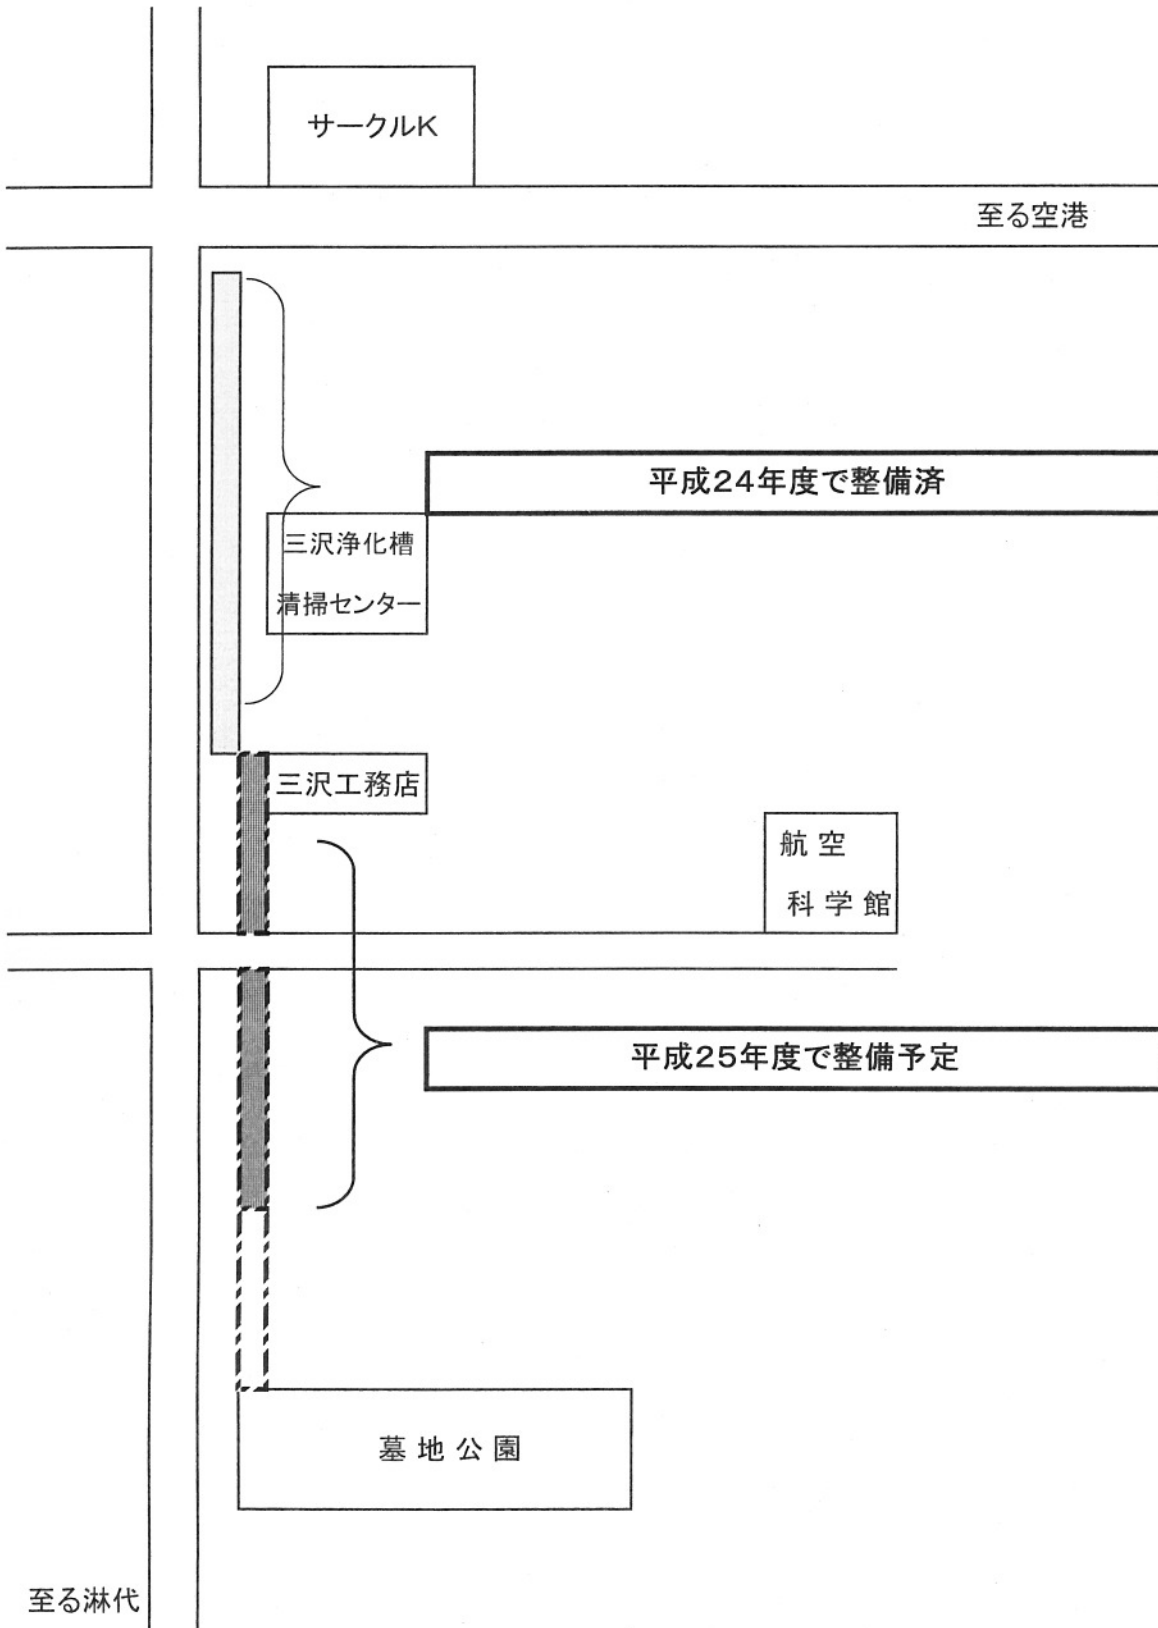 サークルK
至る空港
平成24年度で整備済
三沢浄化槽
清掃センター
三沢工務店
航空
科学館
平成25年度で整備予定
墓地公園
至る淋代